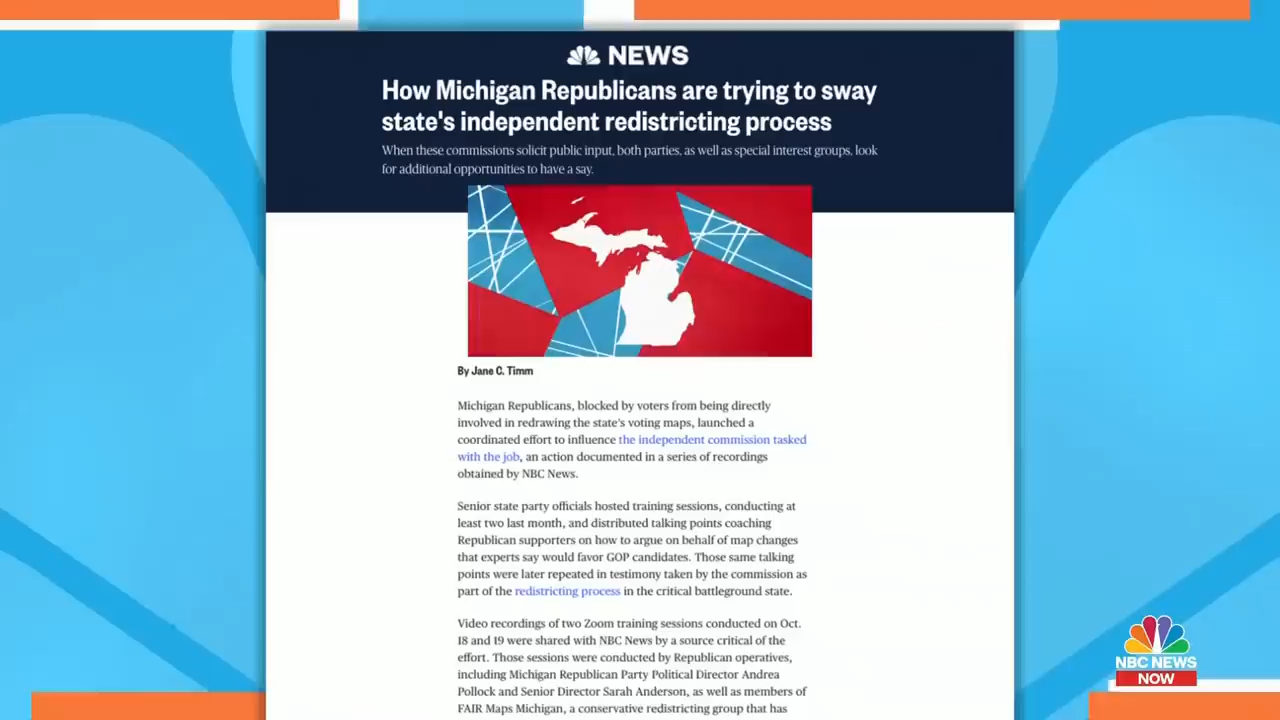 NEWS
How Michigan Republicans are trying to sway
state's independent redistricting process
When these commissions solicit public input, both parties, as well as special interest groups, look
for additional opportunities to have a say.
By Jane C. Timm
Michigan Republicans, blocked by voters from being directly
involved in redrawing the state's voting maps, launched a
coordinated effort to influence the independent commission tasked
with the job, an action documented in a series of recordings
obtained by NBC News.
Senior state party officials hosted training sessions, conducting at
least two last month, and distributed talking points coaching
Republican supporters on how to argue on behalf of map changes
that experts say would favor GOP candidates. Those same talking
points were later repeated in testimony taken by the commission as
part of the redistricting process in the critical battleground state.
Video recordings of two Zoom training sessions conducted on Oct.
18 and 19 were shared with NBC News by a source critical of the
effort. Those sessions were conducted by Republican operatives,
including Michigan Republican Party Political Director Andrea
Pollock and Senior Director Sarah Anderson, as well as members of
FAIR Maps Michigan, a conservative redistricting group that has
NBC NEWS
NOW